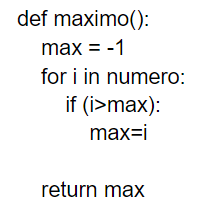 def maximo():
    max = -1
    for i in numero:
        if (i>max):
            max=i

    return max